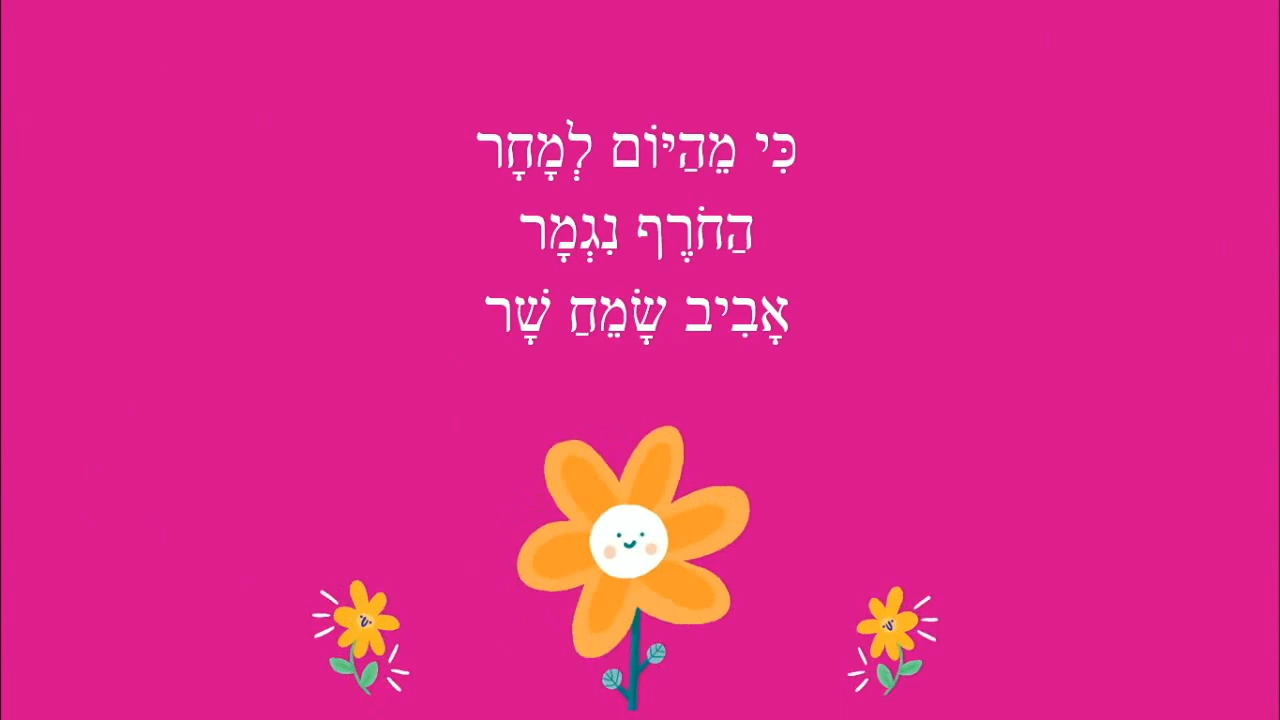 כִּי מֵהַיּוֹם לְמָחָר
הַחֹרֶף נִגְמָר
אָבִיב שָׂמֵחַ שָׁר